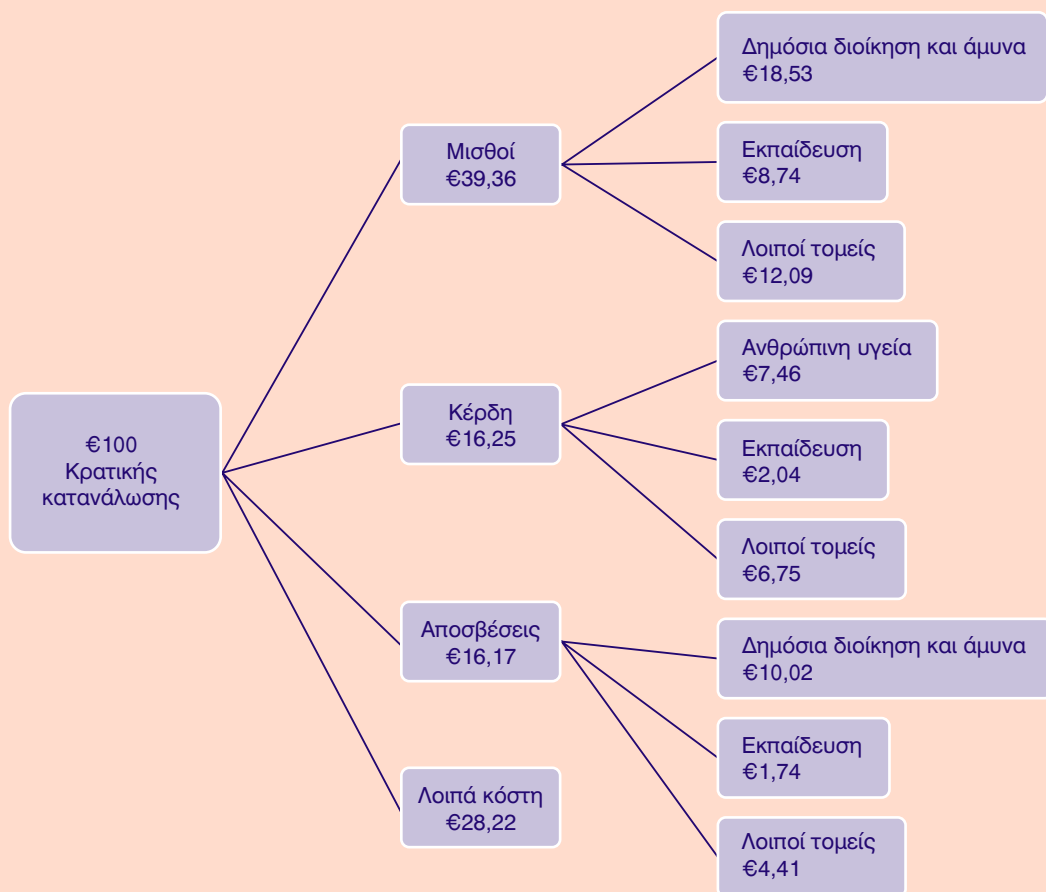 €100
Κρατικής
κατανάλωσης
Μισθοί
€39,36
Δημόσια διοίκηση και άμυνα
€18,53
Εκπαίδευση
€8,74
Λοιποί τομείς
€12,09
Κέρδη
€16,25
Ανθρώπινη υγεία
€7,46
Εκπαίδευση
€2,04
Λοιποί τομείς
€6,75
Αποσβέσεις
€16,17
Δημόσια διοίκηση και άμυνα
€10,02
Εκπαίδευση
€1,74
Λοιποί τομείς
€4,41
Λοιπά κόστη
€28,22